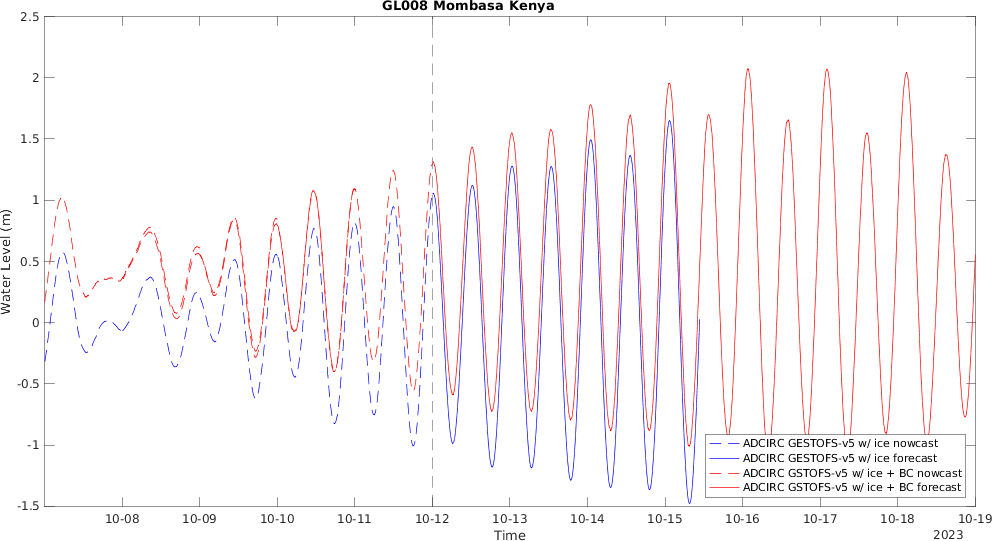 GL008 Mombasa Kenya
Water Level (m)
2.5
2
1.5
1
0.5
0
-0.5
-1
-1.5
ADCIRC GESTOFS-v5 w/ ice nowcast
ADCIRC GESTOFS-v5 w/ ice forecast
ADCIRC GSTOFS-v5 w/ ice + BC nowcast
ADCIRC GSTOFS-v5 w/ ice + BC forecast
10-08 10-09 10-10 10-11 10-12 10-13 10-14 10-15 10-16 10-17 10-18 10-19
Time
2023